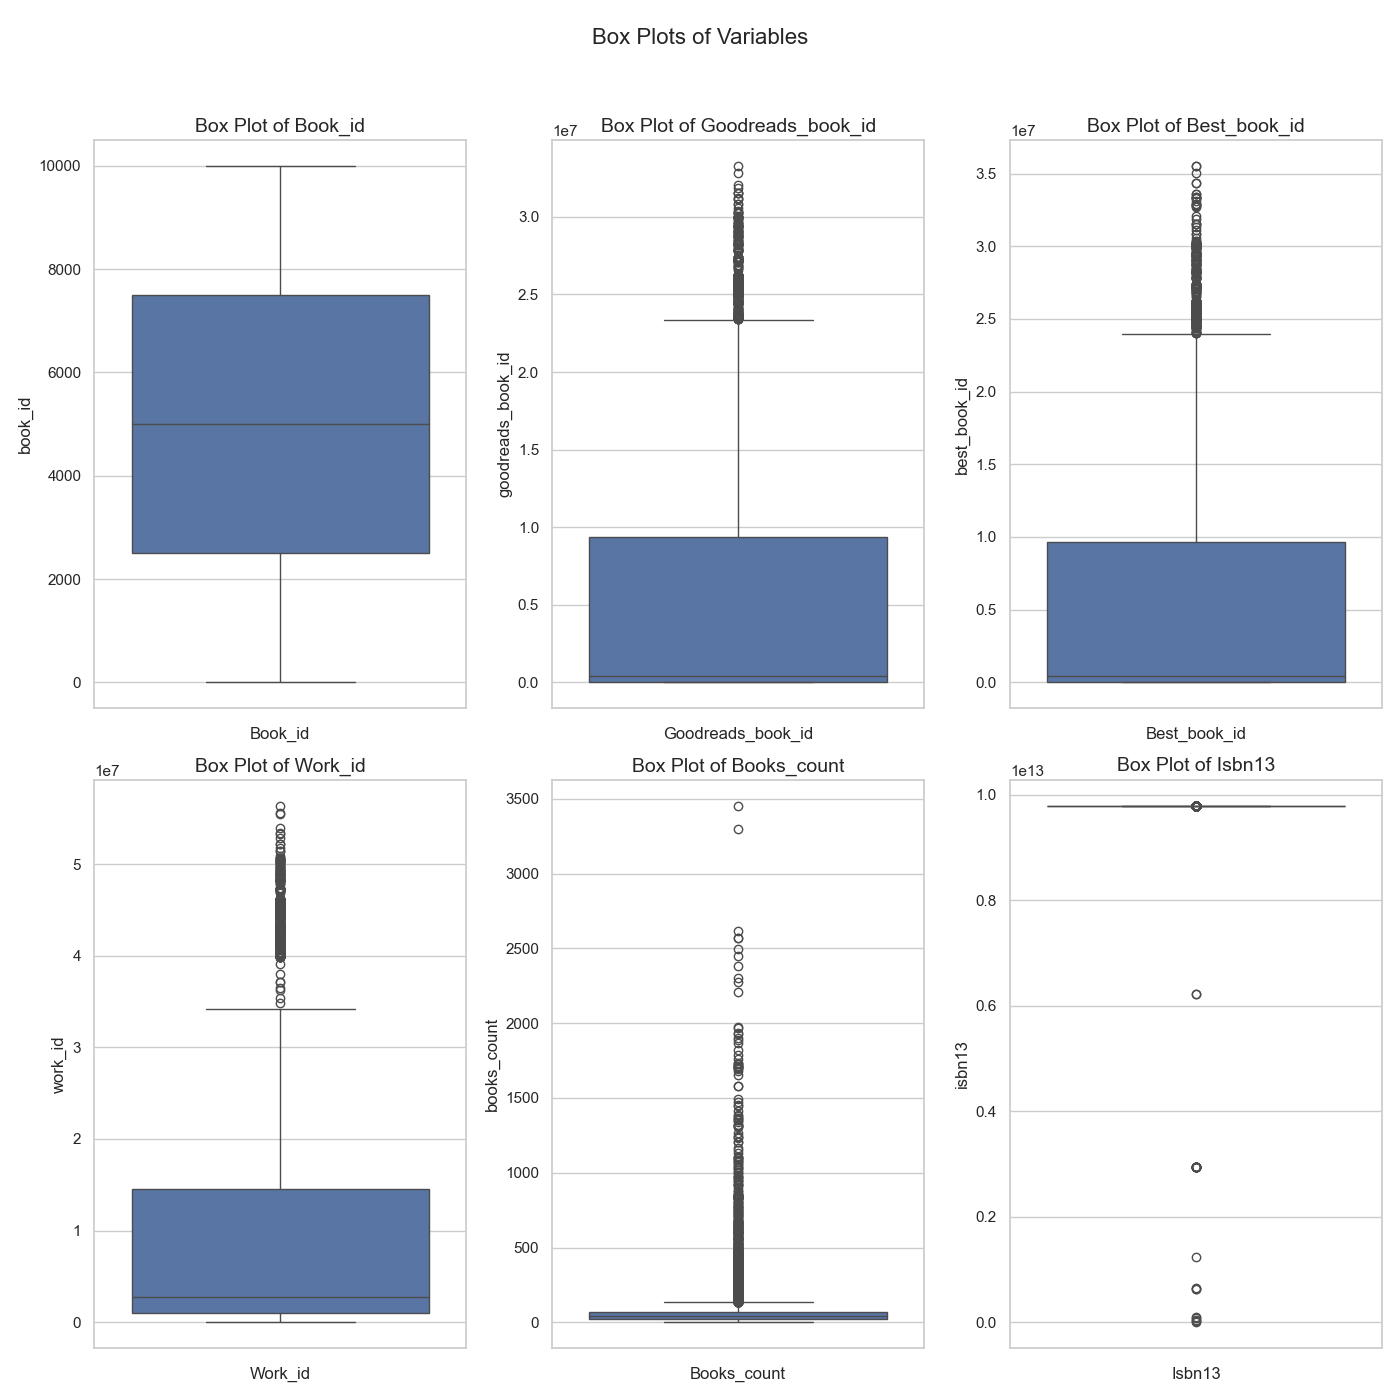 Box Plots of Variables
Box Plot of Book_id
10000
8000
6000
4000
2000
0
book_id
Book_id
1e7
Box Plot of Goodreads_book_id
3.0
2.5
2.0
1.5
1.0
0.5
0.0
goodreads_book_id
Goodreads_book_id
1e7
Box Plot of Best_book_id
3.5
3.0
2.5
2.0
1.5
1.0
0.5
0.0
best_book_id
Best_book_id
1e7
Box Plot of Work_id
5
4
3
2
1
0
work_id
Work_id
Box Plot of Books_count
3500
3000
2500
2000
1500
1000
500
0
books_count
Books_count
1e13
Box Plot of Isbn13
1.0
0.8
0.6
0.4
0.2
0.0
isbn13
Isbn13